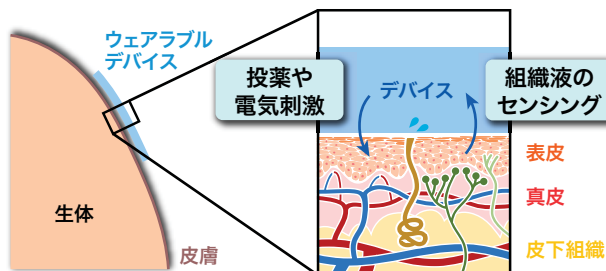 ウェアラブル
デバイス
生体
皮膚
投薬や
電気刺激
デバイス
組織液の
センシング
表皮
真皮
皮下組織